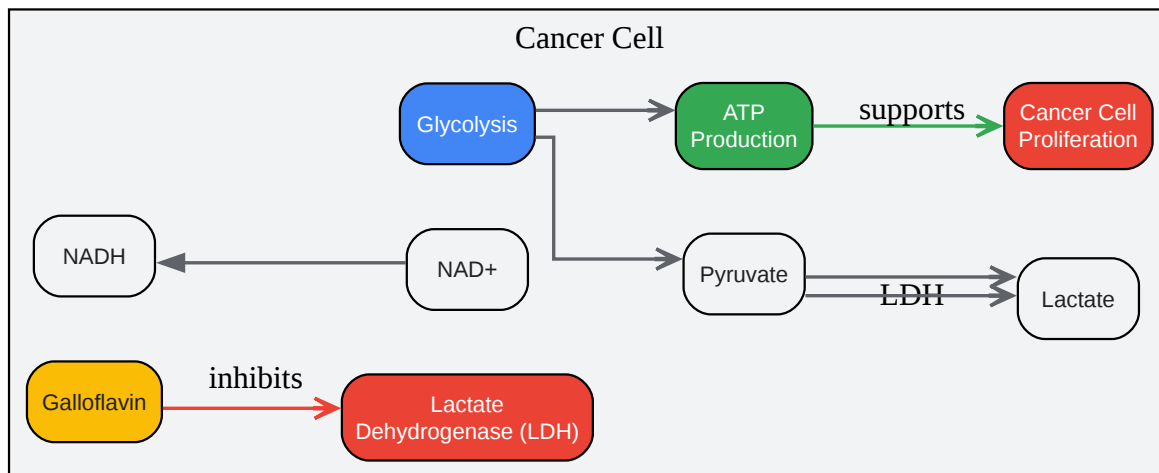 Cancer Cell
Glycolysis
ATP
Production
supports
Cancer Cell
Proliferation
NADH
NAD+
Pyruvate
LDH
Lactate
Galloflavin
inhibits
Lactate
Dehydrogenase (LDH)